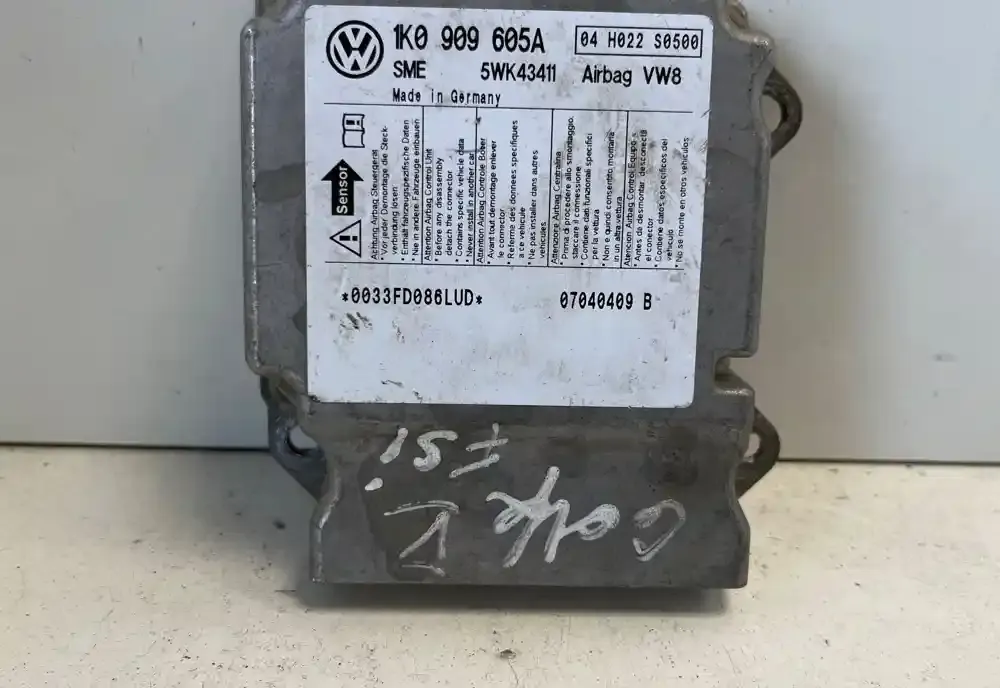 1K0 909 605A
04 H022 S0500
SME 5WK43411 Airbag VW8
Made in Germany
Sensor
Achtung Airbag Steuergerät
* Vor jeder Demontage die Steck-
verbindung lösen
* Enthält fahrzeugspezifische Daten
* Nie in andere Fahrzeuge einbauen
Attention Airbag Control Unit
* Before any disassembly
detach the connector
* Contains specific vehicle data
* Never install in another car
Attention Airbag Controle Boîtier
* Avant tout demontage enlever
le connector
* Referme des donnees specifiques
a ce vehicule
* Ne pas installer dans autres
vehicules
Attenzione Airbag Centralina
* Prima di procedere allo smontaggio,
staccare il connessione
* Contiene dati funzionali specifici
per la vettura
* Non e quindi consentito montarla
in un altra vettura
Atencion Airbag Control Equipo
* Antes de desmontar desconecta
el conector
* Contiene datos especificos del
vehiculo
* No se monte en otros vehiculos
*0033FD086LUD*
07040409 B
Golf V
FSI